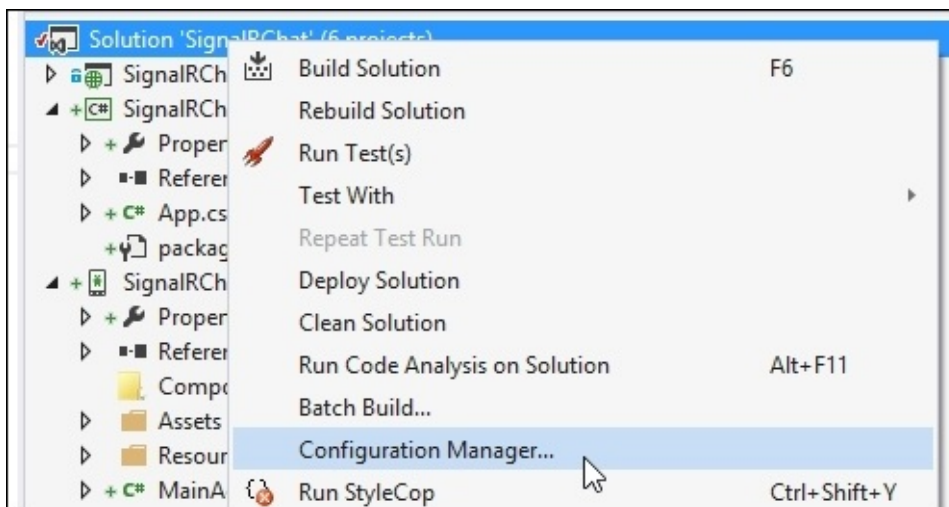 Solution 'SignalRChat' (6 projects)
SignalRCh
Build Solution F6
C# SignalRCh
Rebuild Solution
Proper
Run Test(s)
Referen
Test With
C# App.cs
Repeat Test Run
packag
Deploy Solution
SignalRCh
Clean Solution
Proper
Run Code Analysis on Solution Alt+F11
Referen
Batch Build...
Compo
Configuration Manager...
Assets
Run StyleCop Ctrl+Shift+Y
Resour
C# MainA